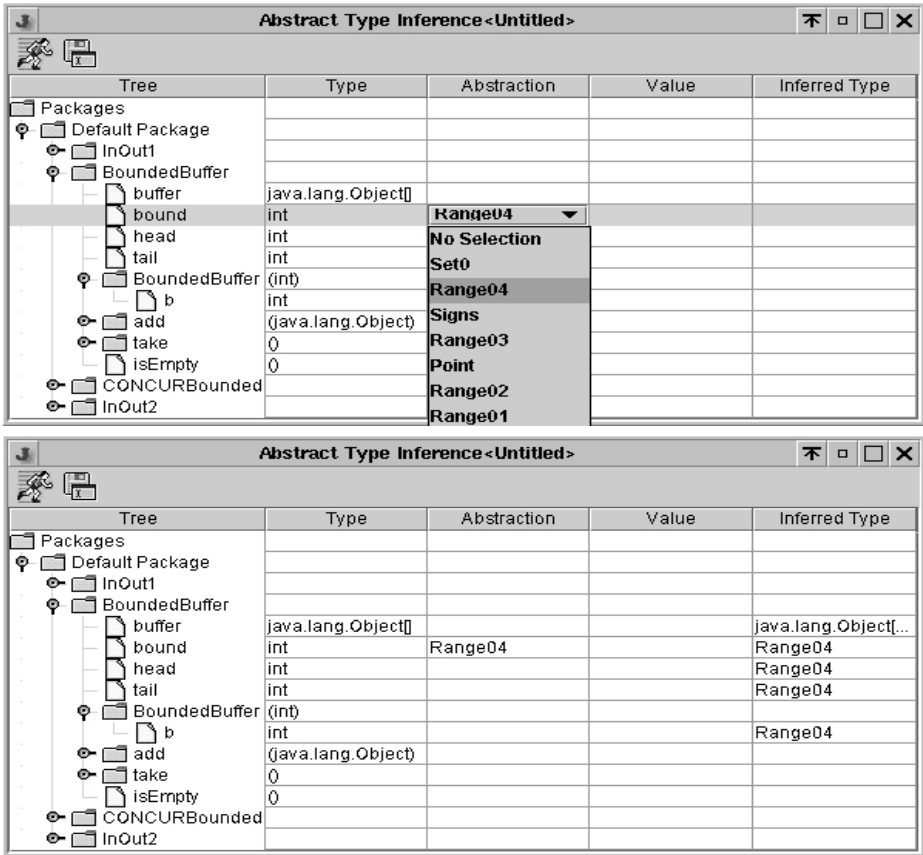 Abstract Type Inference<Untitled>
Tree Type Abstraction Value Inferred Type
Packages
Default Package
InOut1
BoundedBuffer
buffer java.lang.Object[]
bound int Range04
head int No Selection
tail int Set0
BoundedBuffer (int) Range04
b int Signs
add (java.lang.Object) Range03
take () Point
isEmpty () Range02
CONCURBounded
InOut2 Range01
Abstract Type Inference<Untitled>
Tree Type Abstraction Value Inferred Type
Packages
Default Package
InOut1
BoundedBuffer
buffer java.lang.Object[] java.lang.Object[...
bound int Range04 Range04
head int Range04
tail int Range04
BoundedBuffer (int)
b int Range04
add (java.lang.Object)
take ()
isEmpty ()
CONCURBounded
InOut2